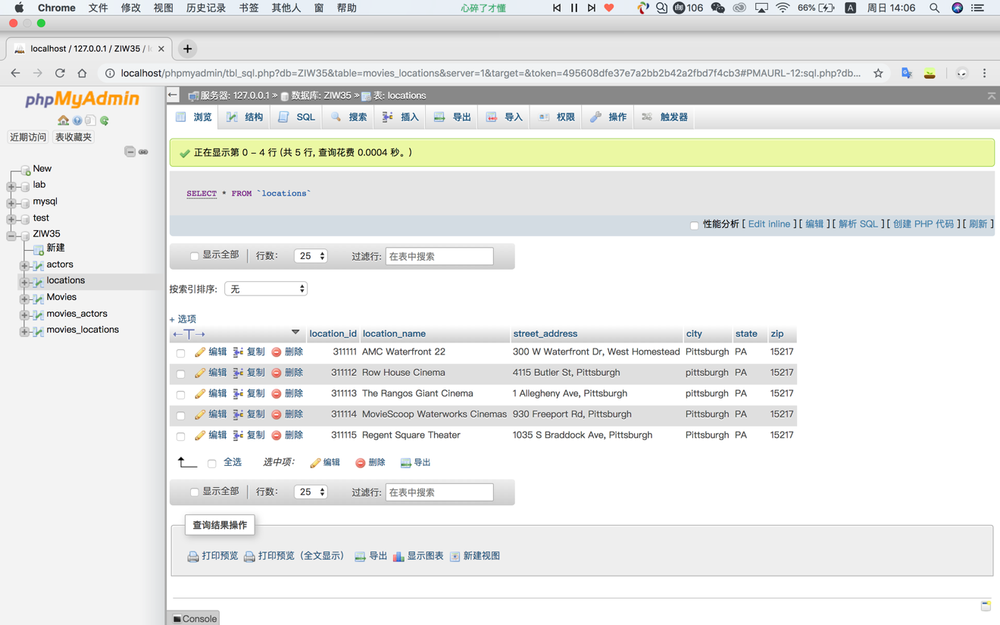 Chrome 文件 修改 视图 历史记录 书签 其他人 窗 帮助 心碎了才懂 106 66% A 周日 14:06
localhost / 127.0.0.1 / ZIW35 / l
localhost/phpmyadmin/tbl_sql.php?db=ZIW35&table=movies_locations&server=1&target=&token=495608dfe37e7a2bb2b42a2fbd7f4cb3#PMAURL-12:sql.php?db...
phpMyAdmin
近期访问 表收藏夹
New
lab
mysql
test
ZIW35
新建
actors
locations
Movies
movies_actors
movies_locations
服务器: 127.0.0.1 » 数据库: ZIW35 » 表: locations
浏览 结构 SQL 搜索 插入 导出 导入 权限 操作 触发器
正在显示第 0 - 4 行 (共 5 行, 查询花费 0.0004 秒。)
SELECT * FROM `locations`
性能分析 [ Edit inline ] [ 编辑 ] [ 解析 SQL ] [ 创建 PHP 代码 ] [ 刷新 ]
显示全部 行数: 25 过滤行: 在表中搜索
按索引排序: 无
+ 选项
←T→ location_id location_name street_address city state zip
编辑 复制 删除 311111 AMC Waterfront 22 300 W Waterfront Dr, West Homestead Pittsburgh PA 15217
编辑 复制 删除 311112 Row House Cinema 4115 Butler St, Pittsburgh pittsburgh PA 15217
编辑 复制 删除 311113 The Rangos Giant Cinema 1 Allegheny Ave, Pittsburgh pittsburgh PA 15217
编辑 复制 删除 311114 MovieScoop Waterworks Cinemas 930 Freeport Rd, Pittsburgh Pittsburgh PA 15217
编辑 复制 删除 311115 Regent Square Theater 1035 S Braddock Ave, Pittsburgh Pittsburgh PA 15217
全选 选中项: 编辑 删除 导出
显示全部 行数: 25 过滤行: 在表中搜索
查询结果操作
打印预览 打印预览（全文显示） 导出 显示图表 新建视图
Console